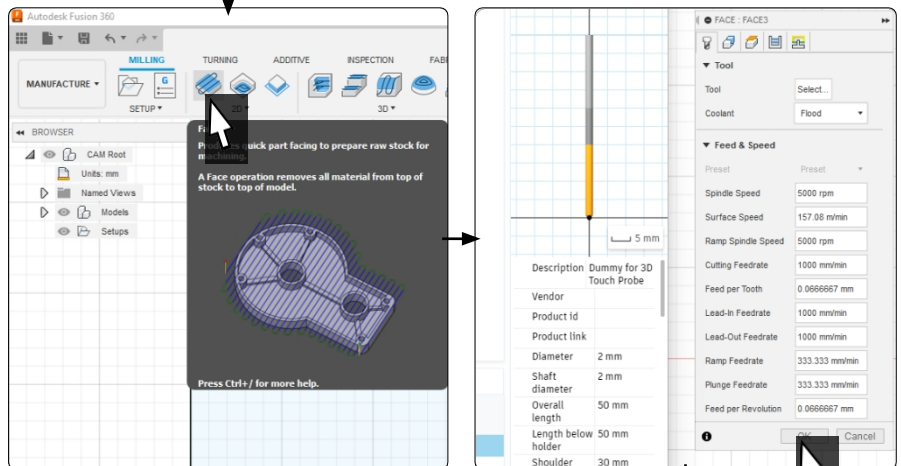 Autodesk Fusion 360
MILLING TURNING ADDITIVE INSPECTION FAB
MANUFACTURE
G
SETUP 2D 3D
BROWSER
CAM Root
Units: mm
Named Views
Models
Setups
quick part facing to prepare raw stock for
machining.
A Face operation removes all material from top of
stock to top of model.
Press Ctrl+/ for more help.
5 mm
Description Dummy for 3D
Touch Probe
Vendor
Product id
Product link
Diameter 2 mm
Shaft 2 mm
diameter
Overall 50 mm
length
Length below 50 mm
holder
Shoulder 30 mm
FACE : FACE3
Tool
Tool Select...
Coolant Flood
Feed & Speed
Preset Preset
Spindle Speed 5000 rpm
Surface Speed 157.08 m/min
Ramp Spindle Speed 5000 rpm
Cutting Feedrate 1000 mm/min
Feed per Tooth 0.0666667 mm
Lead-In Feedrate 1000 mm/min
Lead-Out Feedrate 1000 mm/min
Ramp Feedrate 333.333 mm/min
Plunge Feedrate 333.333 mm/min
Feed per Revolution 0.0666667 mm
OK Cancel